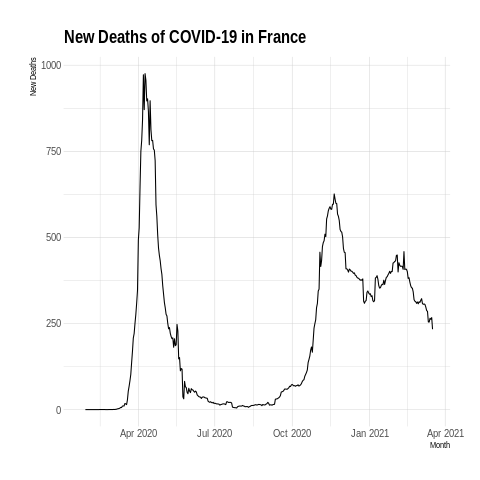 New Deaths of COVID-19 in France
New Deaths
1000
750
500
250
0
Apr 2020 Jul 2020 Oct 2020 Jan 2021 Apr 2021
Month